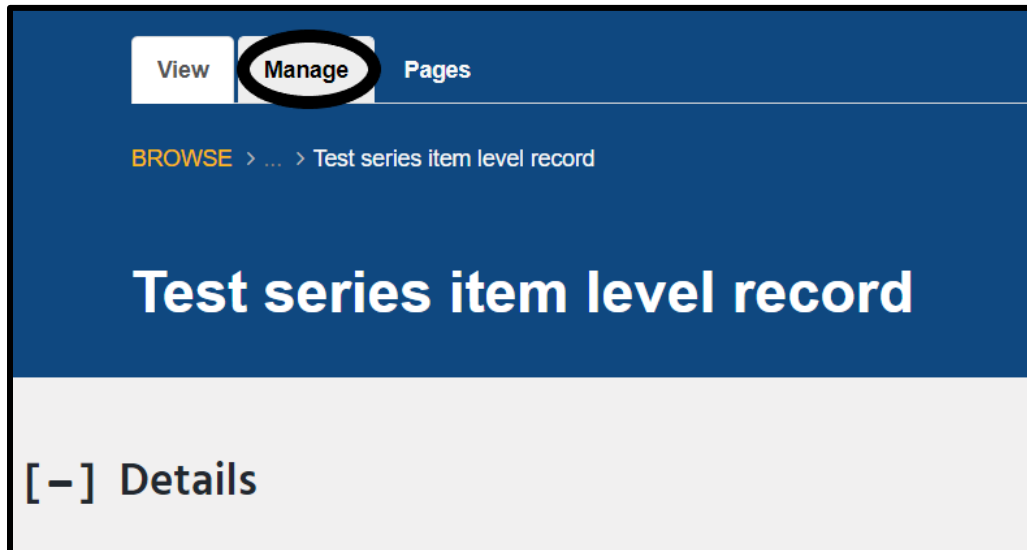 View Manage Pages
BROWSE > ... > Test series item level record
Test series item level record
[-] Details